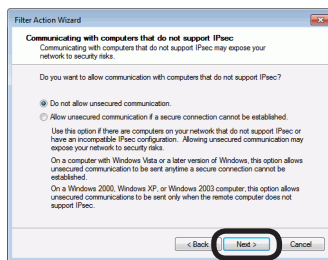 Filter Action Wizard
Communicating with computers that do not support IPsec
Communicating with computers that do not support IPsec may expose your
network to security risks.
Do you want to allow communication with computers that do not support IPsec?
Do not allow unsecured communication.
Allow unsecured communication if a secure connection cannot be established.
Use this option if there are computers on your network that do not support IPsec or
have an incompatible IPsec configuration. Allowing unsecured communication may
expose your network to security risks.
On a computer with Windows Vista or a later version of Windows, this option allows
unsecured communication to be sent anytime a secure connection cannot be
established.
On a Windows 2000, Windows XP, or Windows 2003 computer, this option allows
unsecured communications to be sent only when the remote computer does not
support IPsec.
< Back Next > Cancel